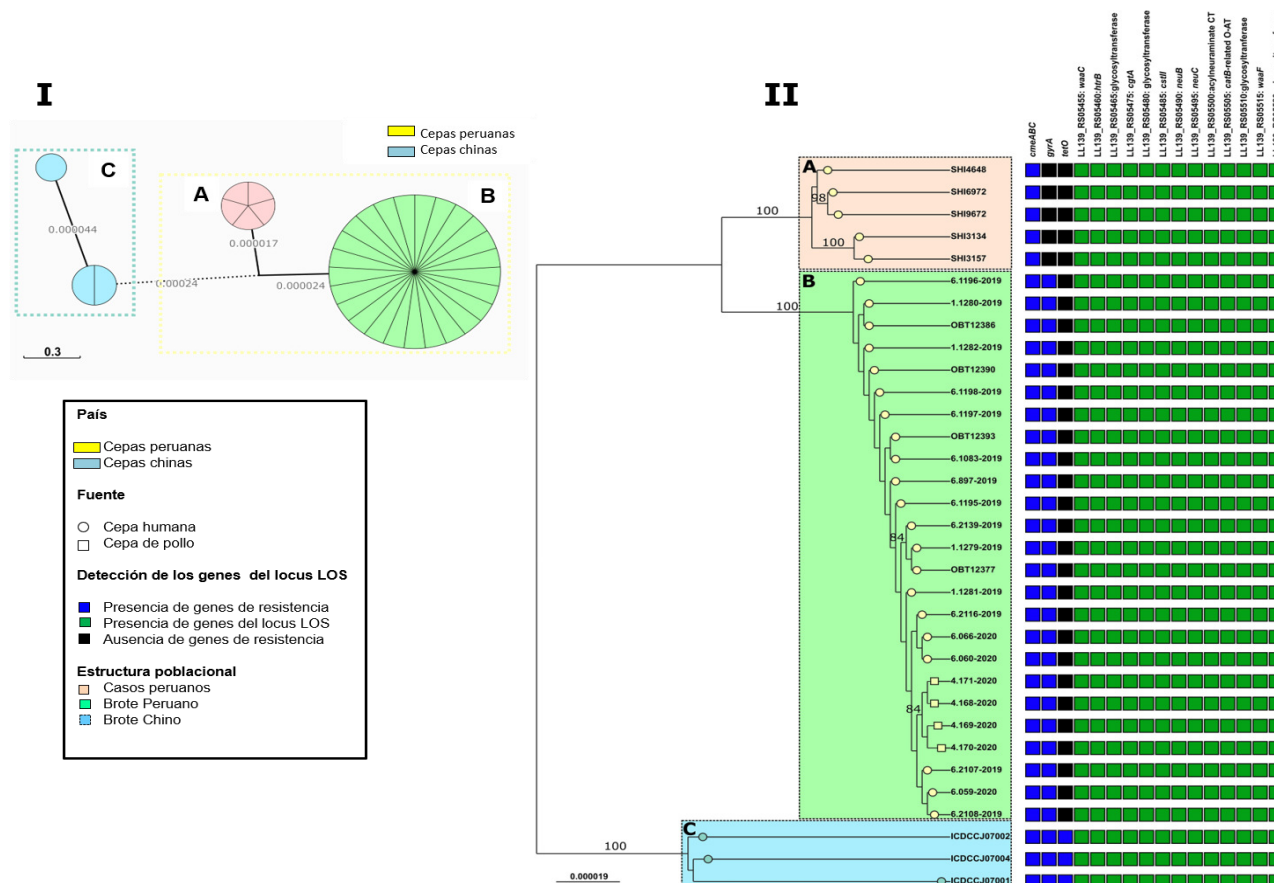 I
II
Cepas peruanas
Cepas chinas
C
A
B
0.000044
0.000017
0.00024
0.000024
0.3
País
Cepas peruanas
Cepas chinas
Fuente
Cepa humana
Cepa de pollo
Detección de los genes del locus LOS
Presencia de genes de resistencia
Presencia de genes del locus LOS
Ausencia de genes de resistencia
Estructura poblacional
Casos peruanos
Brote Peruano
Brote Chino
cmeABC
gyrA
tetO
LL139_RS05455: waaC
LL139_RS05460:htrB
LL139_RS05465:glycosyltransferase
LL139_RS05475: cgtA
LL139_RS05480: glycosyltransferase
LL139_RS05485: cstII
LL139_RS05490: neuB
LL139_RS05495: neuC
LL139_RS05500:acylneuraminate CT
LL139_RS05505: catB-related O-AT
LL139_RS05510:glycosyltranferase
LL139_RS05515: waaF
A
SHI4648
98
SHI6972
100
SHI9672
100
SHI3134
SHI3157
B
6.1196-2019
100
1.1280-2019
OBT12386
1.1282-2019
OBT12390
6.1198-2019
6.1197-2019
OBT12393
6.1083-2019
6.897-2019
6.1195-2019
6.2139-2019
84
1.1279-2019
OBT12377
1.1281-2019
6.2116-2019
6.066-2020
6.060-2020
4.171-2020
4.168-2020
84
4.169-2020
4.170-2020
6.2107-2019
6.059-2020
6.2108-2019
C
ICDCCJ07002
100
ICDCCJ07004
ICDCCJ07001
0.000019